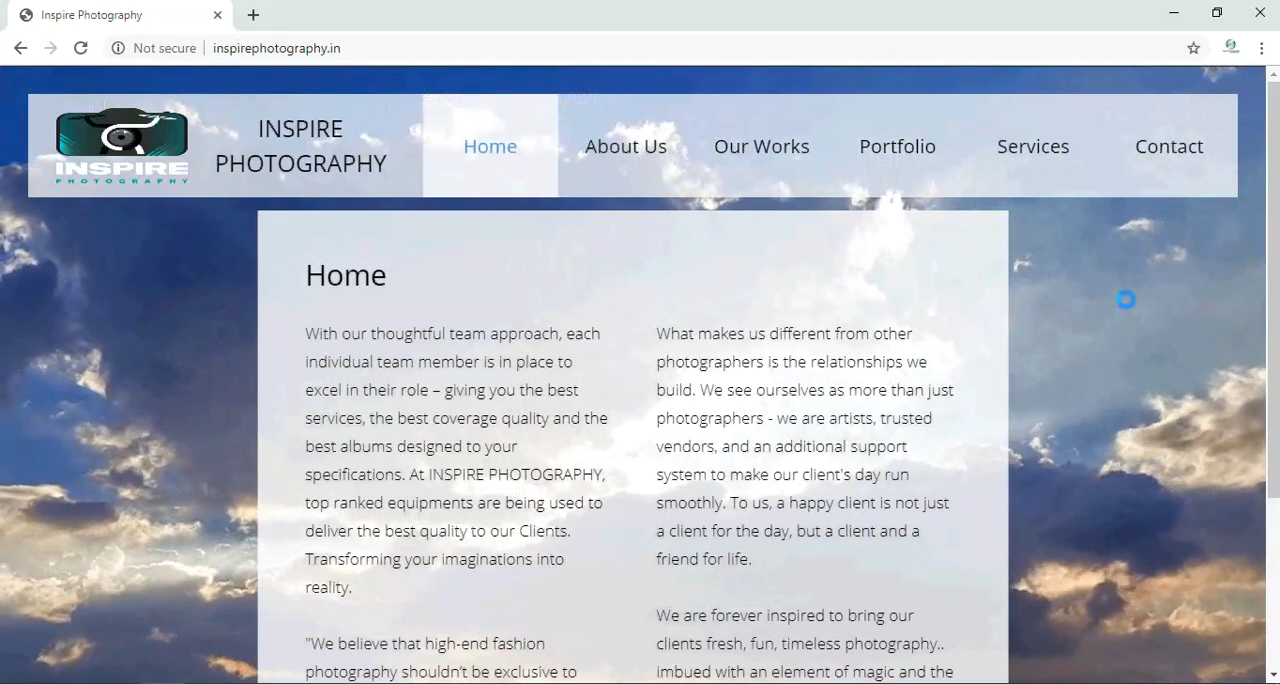 Inspire Photography
Not secure
inspirephotography.in
INSPIRE
PHOTOGRAPHY
INSPIRE
PHOTOGRAPHY
Home
About Us
Our Works
Portfolio
Services
Contact
Home
With our thoughtful team approach, each
individual team member is in place to
excel in their role – giving you the best
services, the best coverage quality and the
best albums designed to your
specifications. At INSPIRE PHOTOGRAPHY,
top ranked equipments are being used to
deliver the best quality to our Clients.
Transforming your imaginations into
reality.
"We believe that high-end fashion
photography shouldn't be exclusive to
What makes us different from other
photographers is the relationships we
build. We see ourselves as more than just
photographers - we are artists, trusted
vendors, and an additional support
system to make our client's day run
smoothly. To us, a happy client is not just
a client for the day, but a client and a
friend for life.
We are forever inspired to bring our
clients fresh, fun, timeless photography..
imbued with an element of magic and the